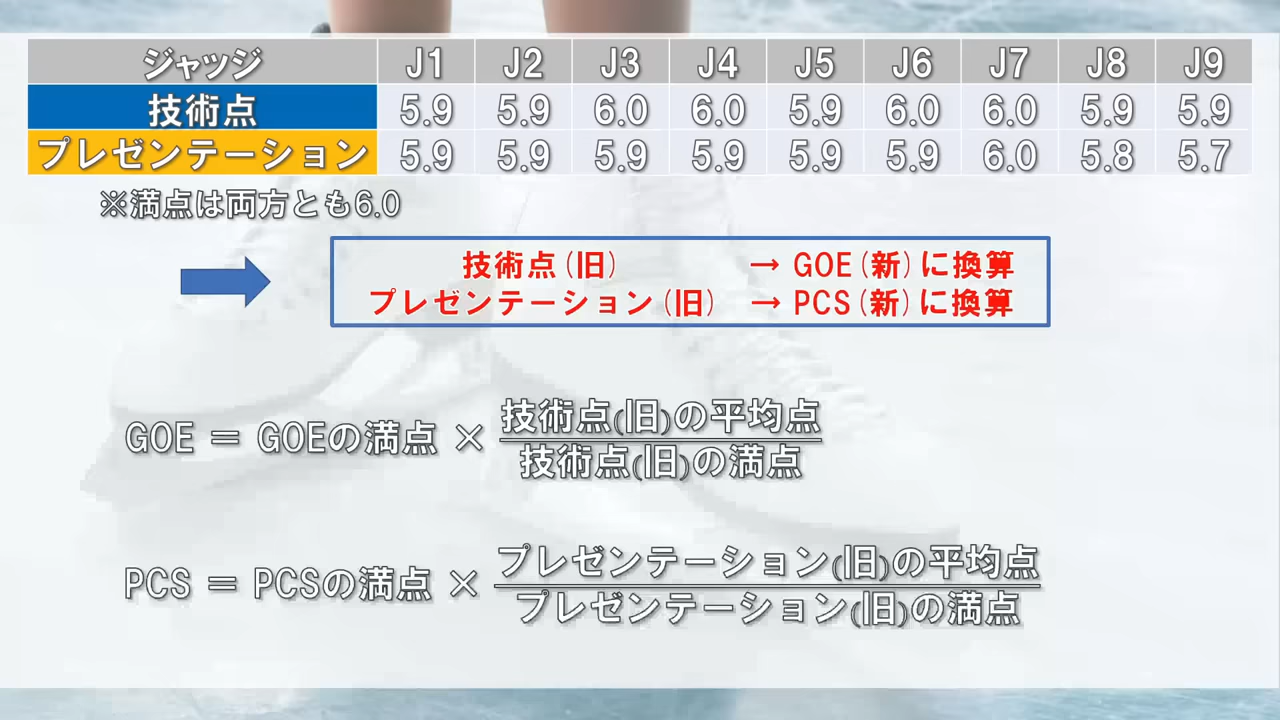 ジャッジ J1 J2 J3 J4 J5 J6 J7 J8 J9
技術点 5.9 5.9 6.0 6.0 5.9 6.0 6.0 5.9 5.9
プレゼンテーション 5.9 5.9 5.9 5.9 5.9 5.9 6.0 5.8 5.7
※満点は両方とも6.0
技術点(旧) → GOE(新)に換算
プレゼンテーション(旧) → PCS(新)に換算
GOE = GOEの満点 × 技術点(旧)の平均点
技術点(旧)の満点
PCS = PCSの満点 × プレゼンテーション(旧)の平均点
プレゼンテーション(旧)の満点